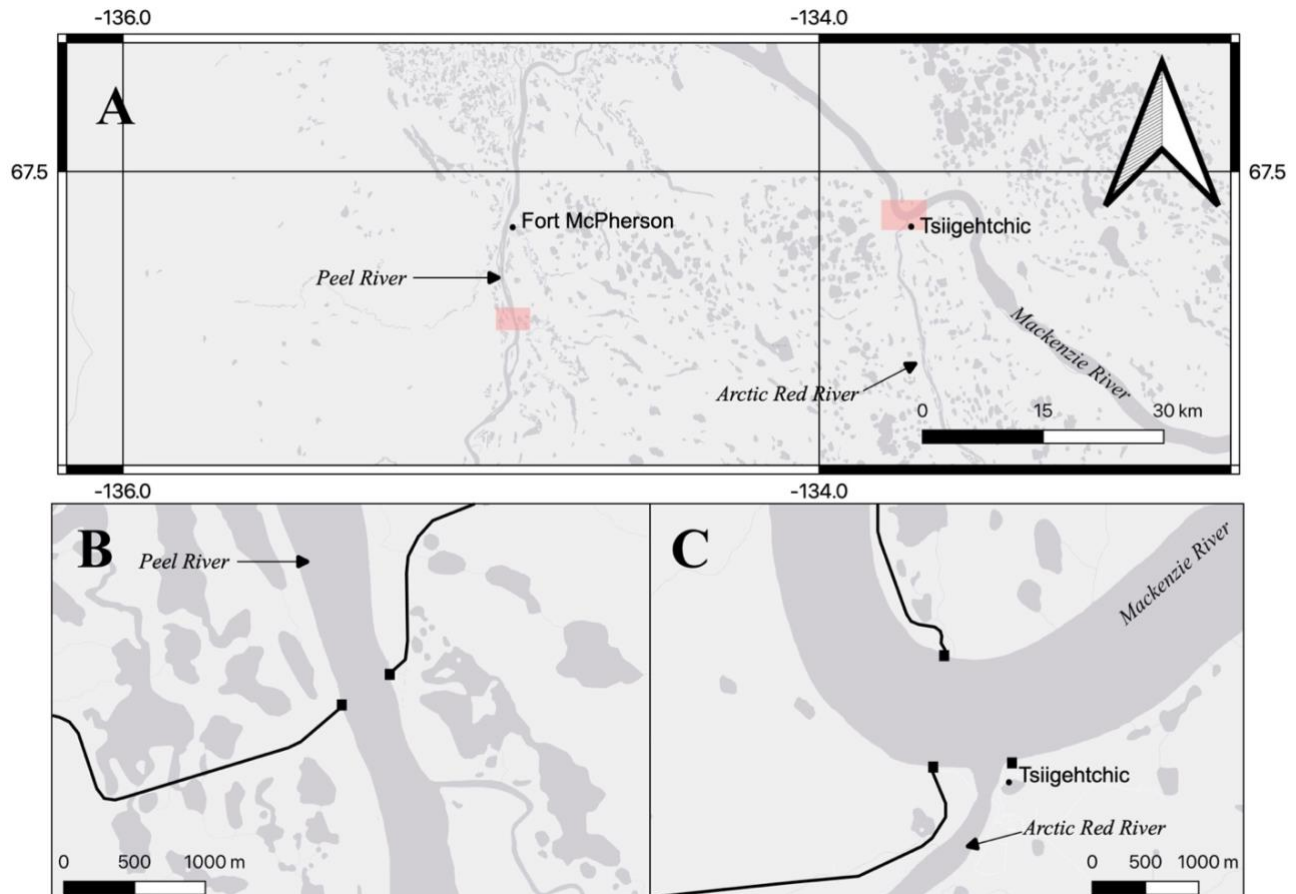 -136.0 -134.0
A
67.5 67.5
Fort McPherson
Tsiigehtchic
Peel River
Mackenzie River
Arctic Red River
0 15 30 km
-136.0 -134.0
B
Peel River
0 500 1000 m
C
Mackenzie River
Tsiigehtchic
Arctic Red River
0 500 1000 m